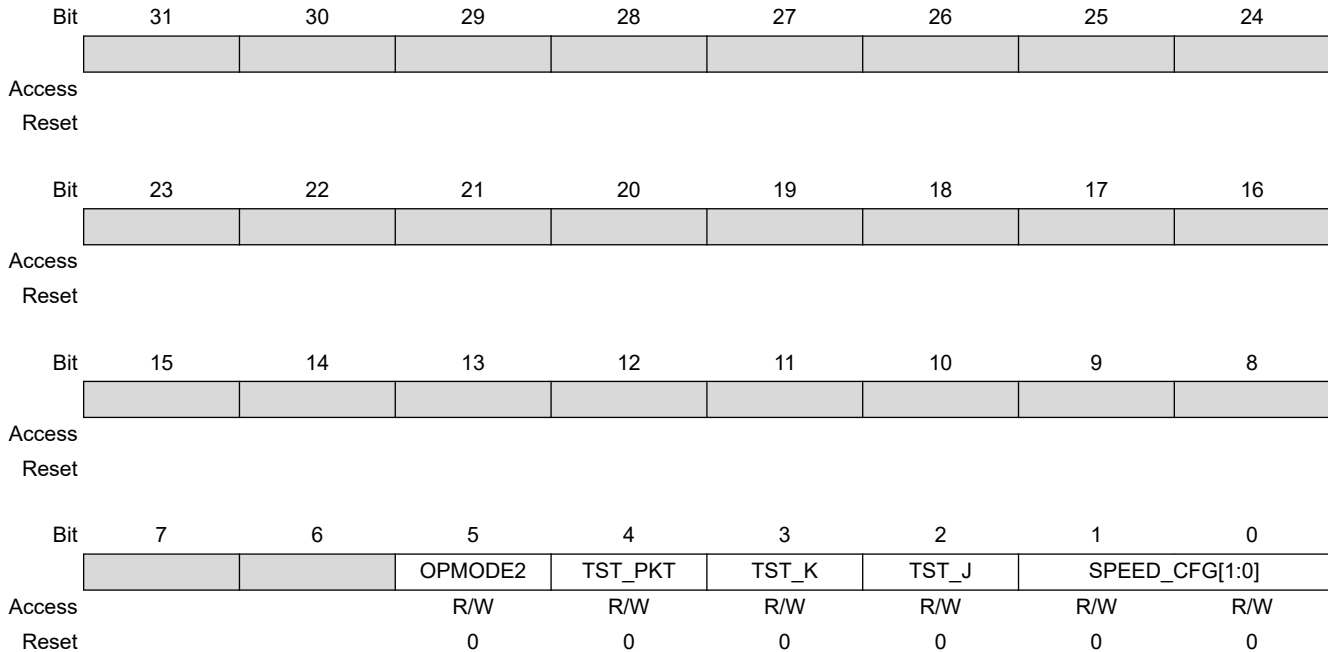 Bit 31 30 29 28 27 26 25 24
Access
Reset
Bit 23 22 21 20 19 18 17 16
Access
Reset
Bit 15 14 13 12 11 10 9 8
Access
Reset
Bit 7 6 5 4 3 2 1 0
OPMODE2 TST_PKT TST_K TST_J SPEED_CFG[1:0]
Access R/W R/W R/W R/W R/W R/W
Reset 0 0 0 0 0 0